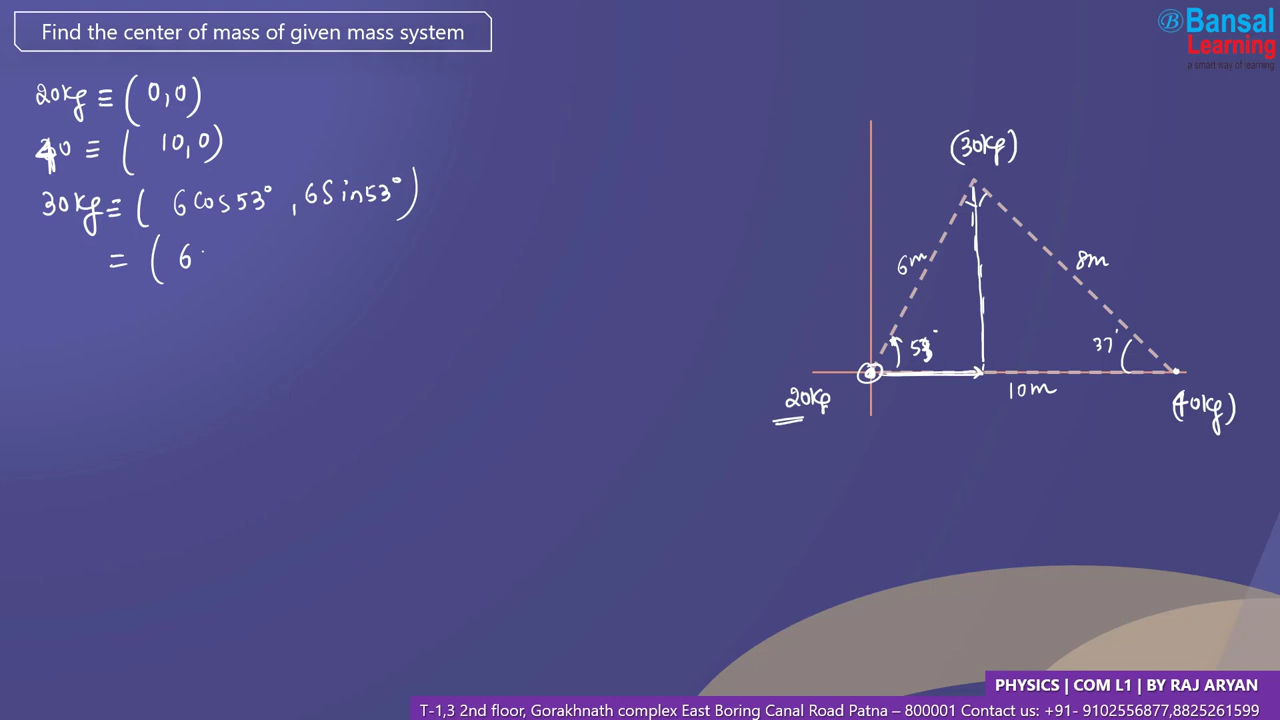 Find the center of mass of given mass system
Bansal
Learning
a smart way of learning
20kg ≡ (0,0)
40 ≡ (10,0)
30kg ≡ (6cos53°, 6Sin53°)
= (6.
(30kg)
6m
8m
53°
37°
10m
20kg
(40kg)
PHYSICS | COM L1 | BY RAJ ARYAN
T-1,3 2nd floor, Gorakhnath complex East Boring Canal Road Patna – 800001 Contact us: +91- 9102556877,8825261599